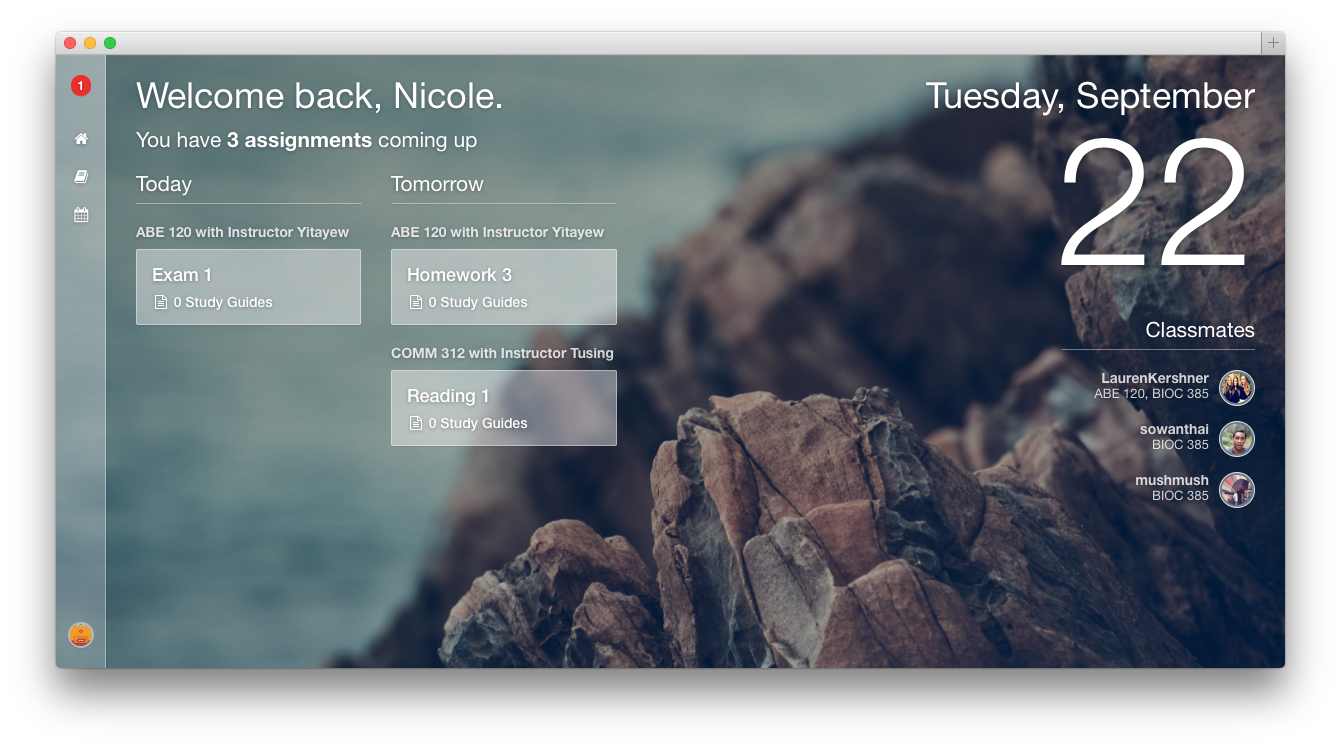 1
Welcome back, Nicole.
You have 3 assignments coming up
Today
ABE 120 with Instructor Yitayew
Exam 1
0 Study Guides
Tomorrow
ABE 120 with Instructor Yitayew
Homework 3
0 Study Guides
COMM 312 with Instructor Tusing
Reading 1
0 Study Guides
Tuesday, September
22
Classmates
LaurenKershner
ABE 120, BIOC 385
sowanthai
BIOC 385
mushmush
BIOC 385